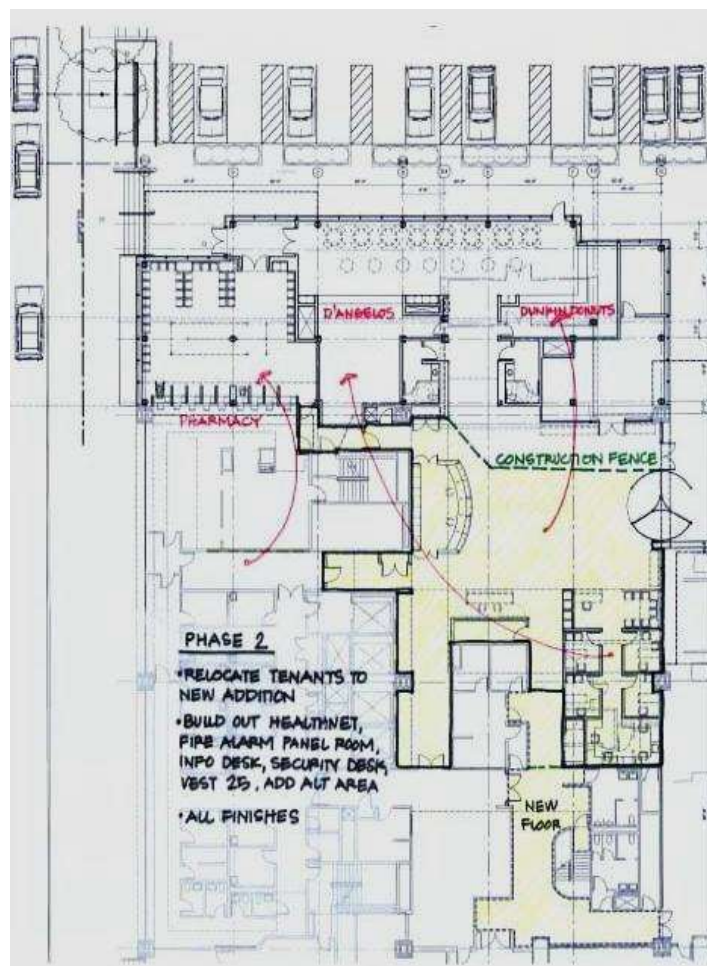 D'ANGELOS
DUNKIN DONUTS
PHARMACY
CONSTRUCTION FENCE
PHASE 2
• RELOCATE TENANTS TO
NEW ADDITION
• BUILD OUT HEALTHNET,
FIRE ALARM PANEL ROOM,
INFO DESK, SECURITY DESK,
VEST 25, ADD ALT AREA
• ALL FINISHES
NEW
FLOOR